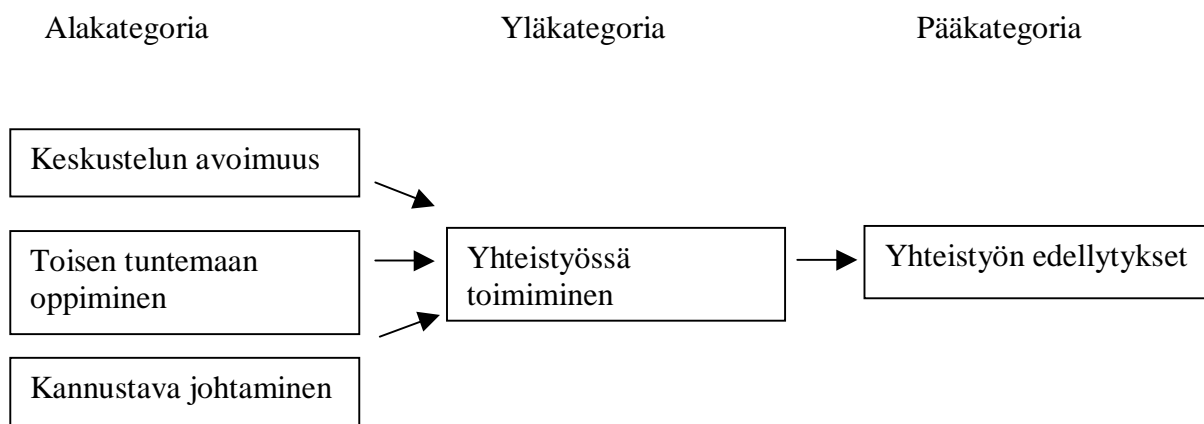 Alakategoria Yläkategoria Pääkategoria
Keskustelun avoimuus
Toisen tuntemaan
oppiminen
Kannustava johtaminen
Yhteistyössä
toimiminen
Yhteistyön edellytykset